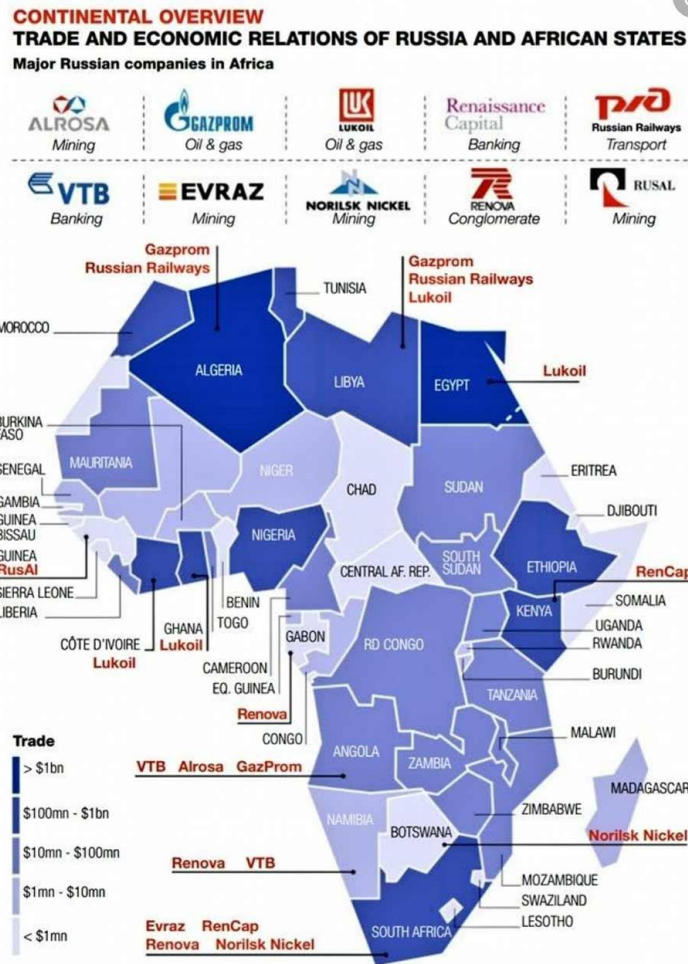 CONTINENTAL OVERVIEW
TRADE AND ECONOMIC RELATIONS OF RUSSIA AND AFRICAN STATES
Major Russian companies in Africa
ALROSA
Mining
GAZPROM
Oil & gas
LUK
LUKOIL
Oil & gas
Renaissance
Capital
Banking
Russian Railways
Transport
VTB
Banking
EVRAZ
Mining
NORILSK NICKEL
Mining
RENOVA
Conglomerate
RUSAL
Mining
Gazprom
Russian Railways
Gazprom
Russian Railways
Lukoil
TUNISIA
MOROCCO
ALGERIA
LIBYA
EGYPT
Lukoil
BURKINA
FASO
MAURITANIA
SENEGAL
GAMBIA
GUINEA
BISSAU
GUINEA
RusAl
SIERRA LEONE
LIBERIA
NIGER
CHAD
SUDAN
ERITREA
DJIBOUTI
NIGERIA
CENTRAL AF. REP.
SOUTH
SUDAN
ETHIOPIA
RenCap
KENYA
SOMALIA
UGANDA
RWANDA
BURUNDI
CÔTE D'IVOIRE
Lukoil
GHANA
Lukoil
BENIN
TOGO
CAMEROON
EQ. GUINEA
GABON
Renova
CONGO
RD CONGO
TANZANIA
MALAWI
ANGOLA
VTB Alrosa GazProm
ZAMBIA
MADAGASCAR
NAMIBIA
BOTSWANA
ZIMBABWE
Norilsk Nickel
Renova VTB
MOZAMBIQUE
SWAZILAND
LESOTHO
SOUTH AFRICA
Evraz RenCap
Renova Norilsk Nickel
Trade
> $1bn
$100mn - $1bn
$10mn - $100mn
$1mn - $10mn
< $1mn